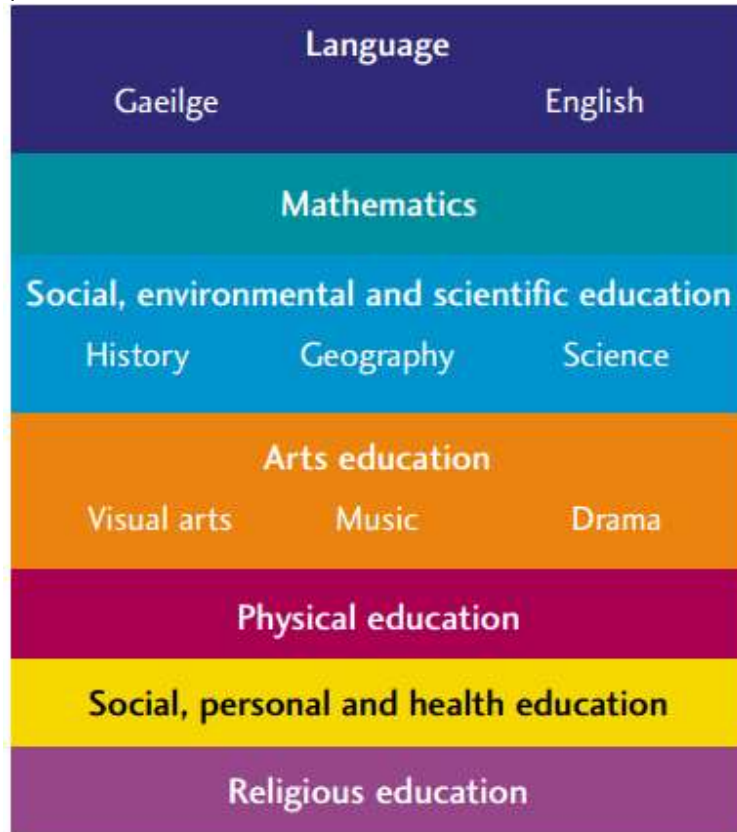 Language
Gaeilge English
Mathematics
Social, environmental and scientific education
History Geography Science
Arts education
Visual arts Music Drama
Physical education
Social, personal and health education
Religious education